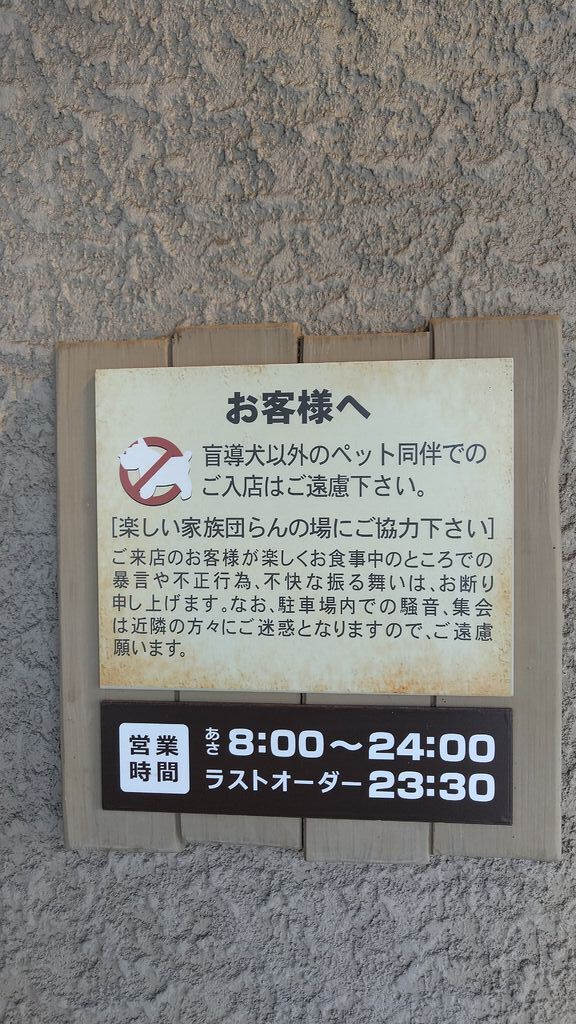 お客様へ
盲導犬以外のペット同伴での
ご入店はご遠慮下さい。
[楽しい家族団らんの場にご協力下さい]
ご来店のお客様が楽しくお食事中のところでの
暴言や不正行為、不快な振る舞いは、お断り
申し上げます。なお、駐車場内での騒音、集会
は近隣の方々にご迷惑となりますので、ご遠慮
願います。
営業時間
あさ 8:00～24:00
ラストオーダー 23:30